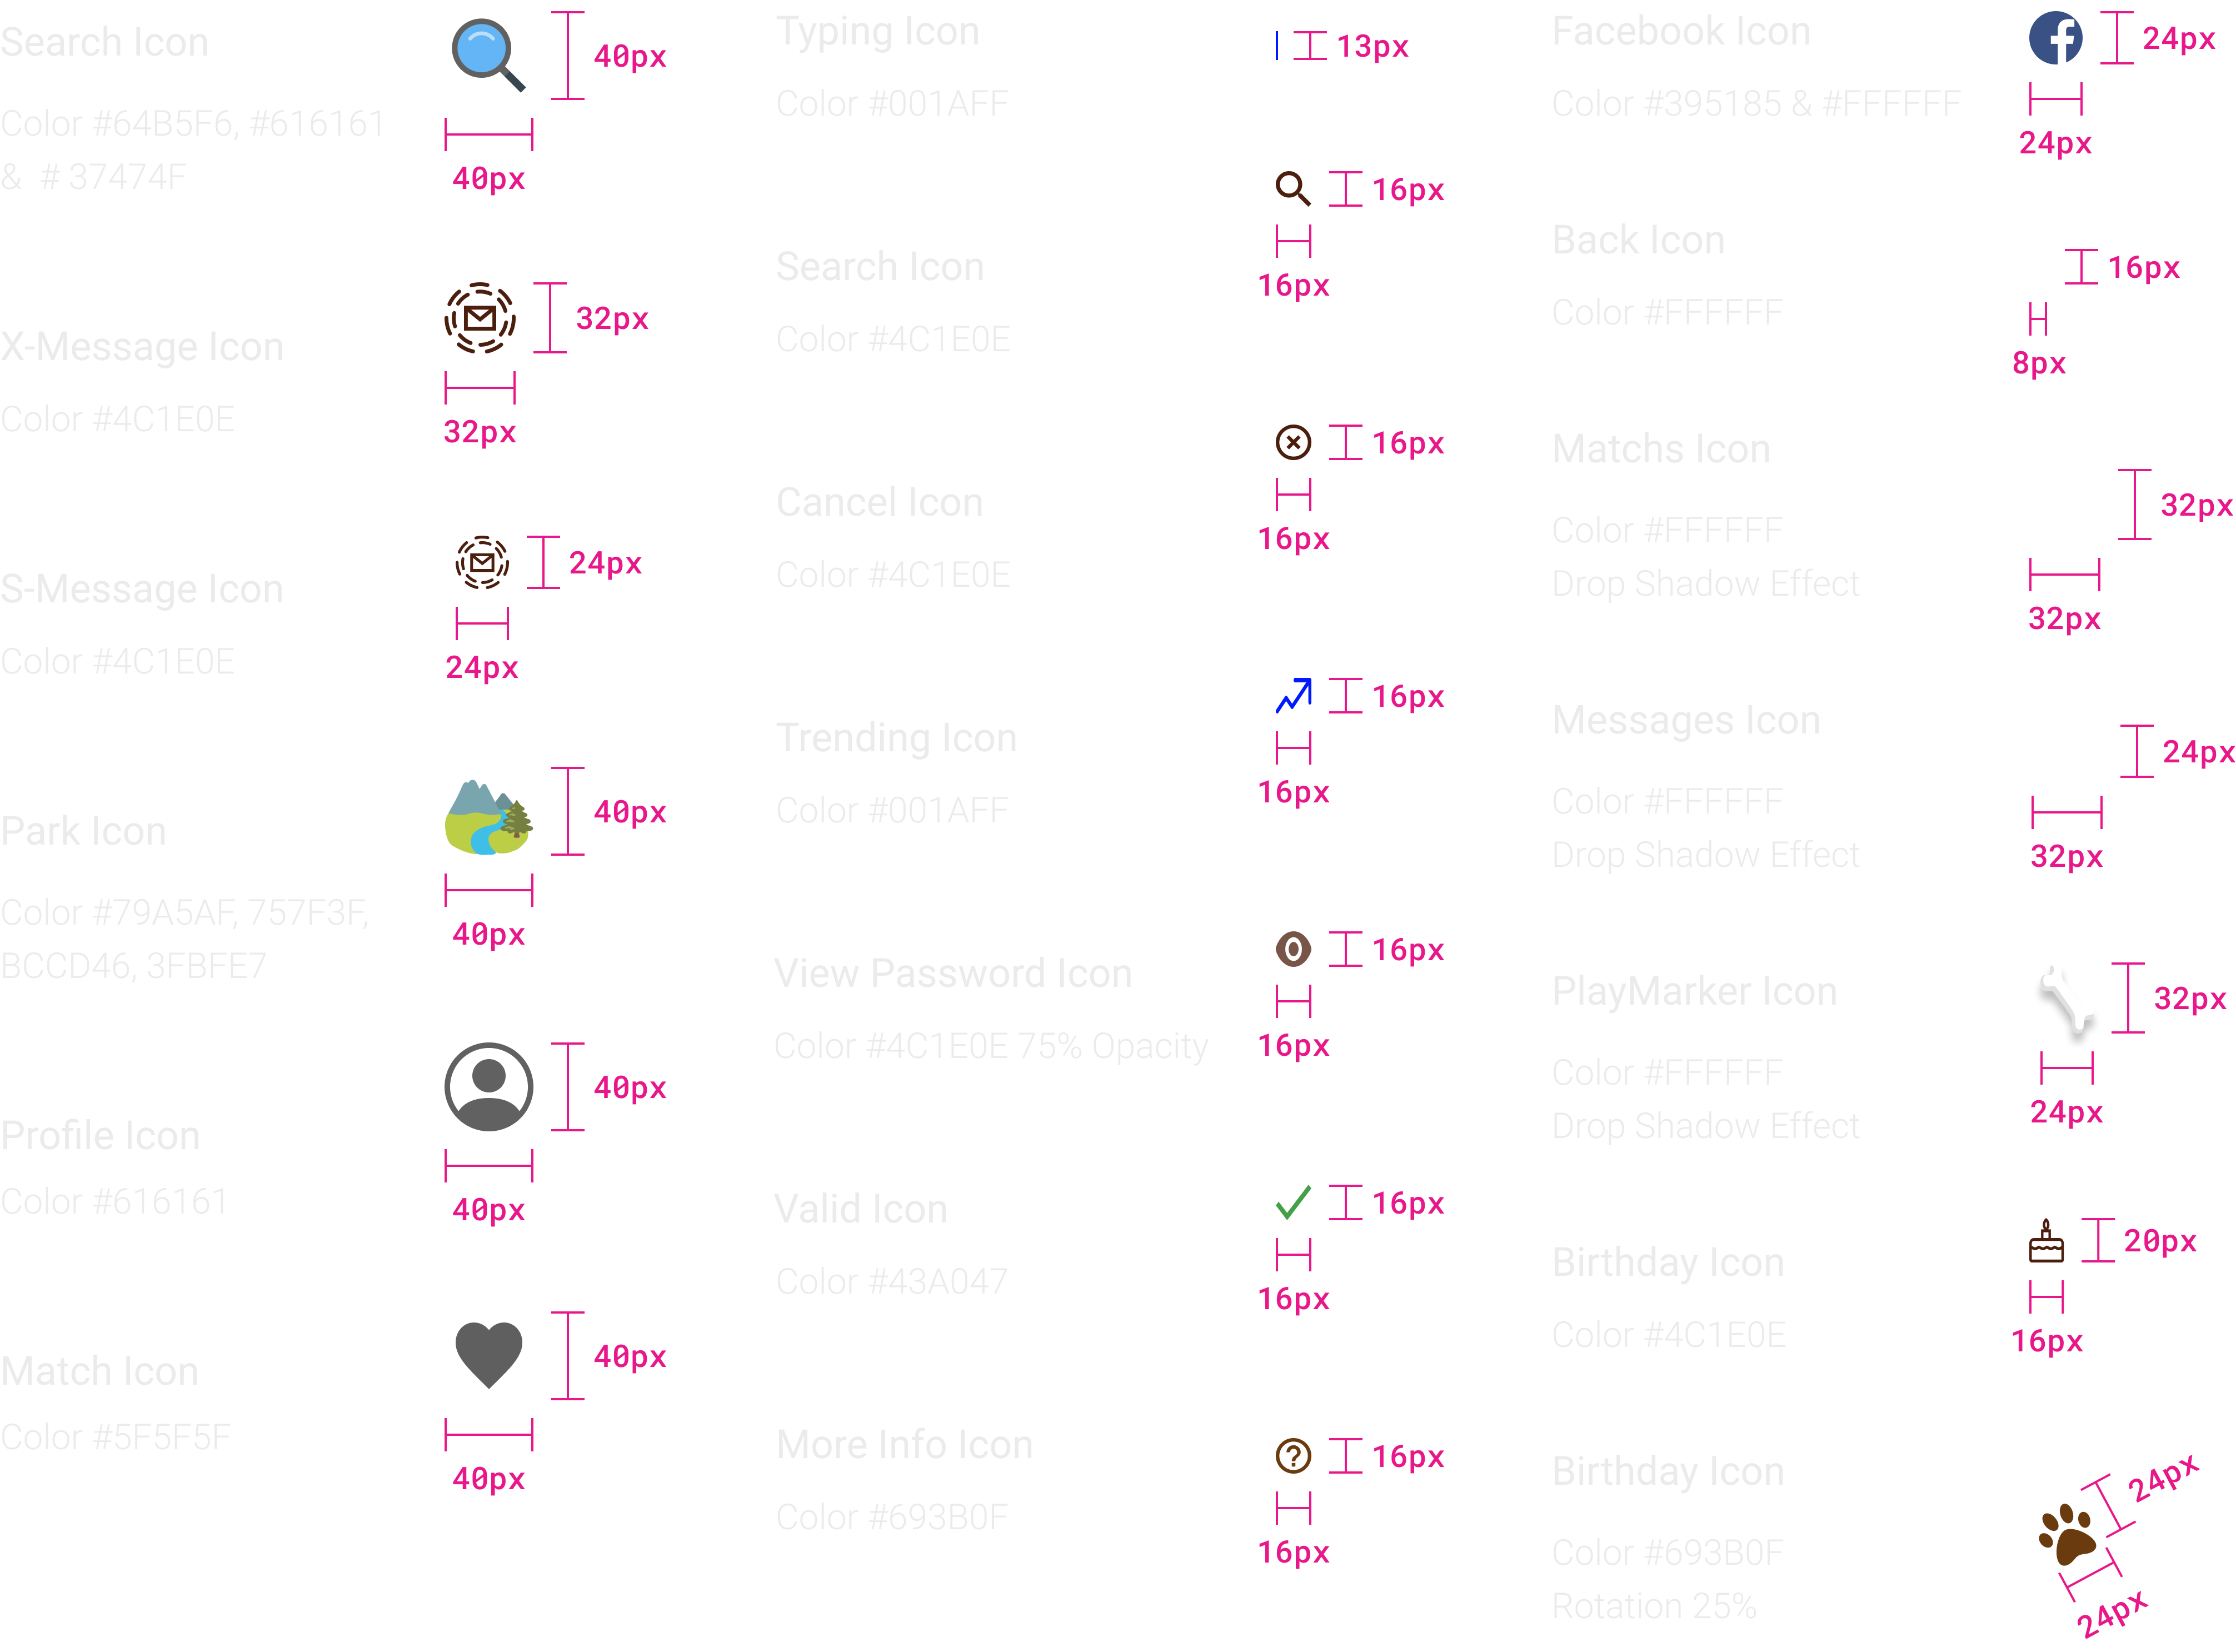 Search Icon
Color #64B5F6, #616161
& # 37474F
40px
40px
X-Message Icon
Color #4C1E0E
32px
32px
S-Message Icon
Color #4C1E0E
24px
24px
Park Icon
Color #79A5AF, 757F3F,
BCCD46, 3FBFE7
40px
40px
Profile Icon
Color #616161
40px
40px
Match Icon
Color #5F5F5F
40px
40px
Typing Icon
Color #001AFF
13px
Search Icon
Color #4C1E0E
16px
16px
Cancel Icon
Color #4C1E0E
16px
16px
Trending Icon
Color #001AFF
16px
16px
View Password Icon
Color #4C1E0E 75% Opacity
16px
16px
Valid Icon
Color #43A047
16px
16px
More Info Icon
Color #693B0F
?
16px
16px
Facebook Icon
Color #395185 & #FFFFFF
f
24px
24px
Back Icon
Color #FFFFFF
16px
8px
Matchs Icon
Color #FFFFFF
Drop Shadow Effect
32px
32px
Messages Icon
Color #FFFFFF
Drop Shadow Effect
24px
32px
PlayMarker Icon
Color #FFFFFF
Drop Shadow Effect
32px
24px
Birthday Icon
Color #4C1E0E
20px
16px
Birthday Icon
Color #693B0F
Rotation 25%
24px
24px